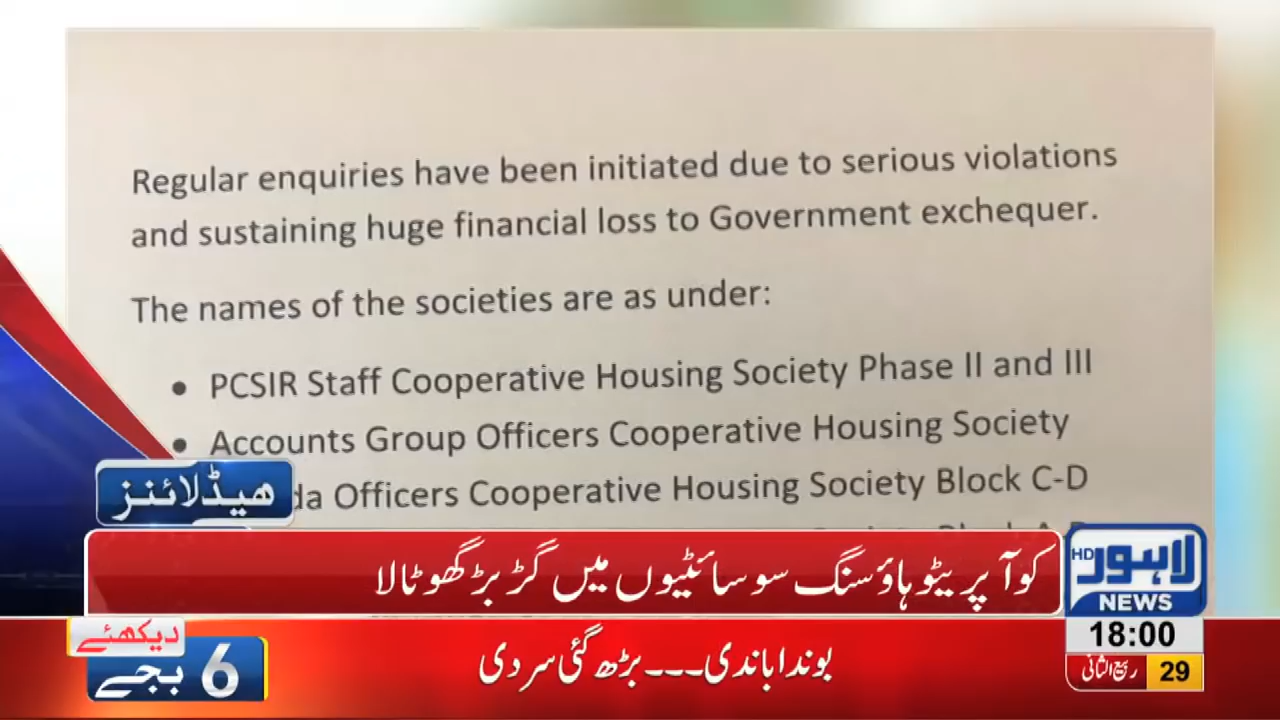 Regular enquiries have been initiated due to serious violations
and sustaining huge financial loss to Government exchequer.
The names of the societies are as under:
• PCSIR Staff Cooperative Housing Society Phase II and III
• Accounts Group Officers Cooperative Housing Society
da Officers Cooperative Housing Society Block C-D
ھیڈلائنز
کوآپریٹو ہاؤسنگ سوسائٹیوں میں گڑبڑ گھوٹالا
HD لاہور
NEWS
18:00
دیکھئے
6 بجے
بوندا باندی۔۔۔ بڑھ گئی سردی
29 ربیع الثانی